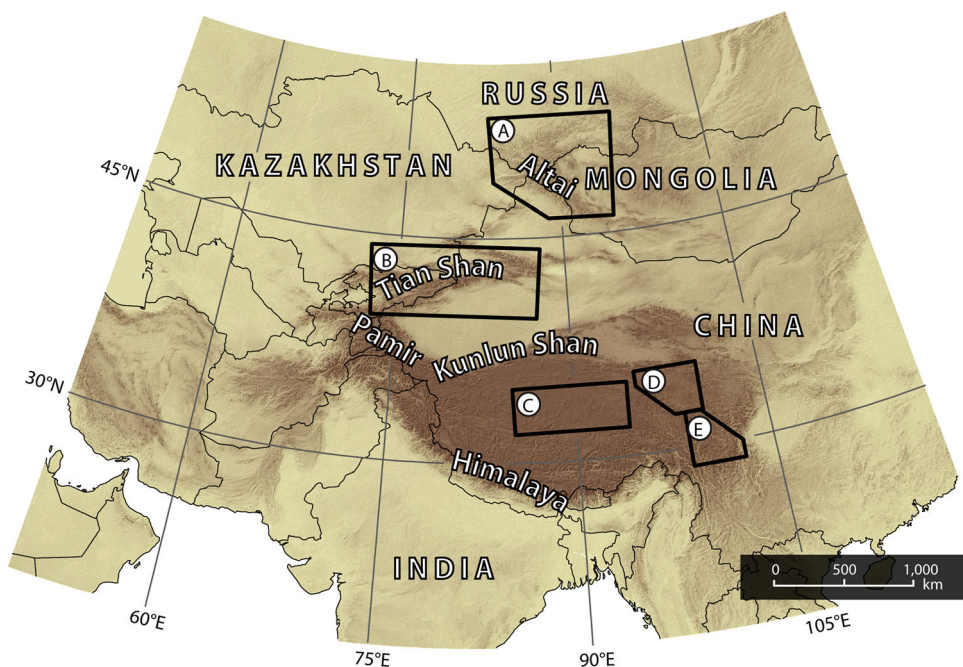 RUSSIA
A
Altai
KAZAKHSTAN
MONGOLIA
45°N
B
Tian Shan
CHINA
Pamir
Kunlun Shan
D
30°N
C
E
Himalaya
INDIA
0 500 1,000
km
60°E
75°E
90°E
105°E